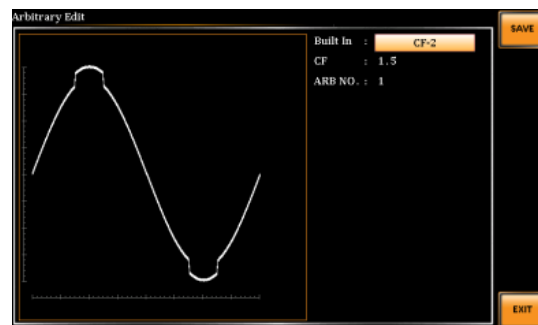 Arbitrary Edit
SAVE
Built In : CF-2
CF : 1.5
ARB NO. : 1
EXIT